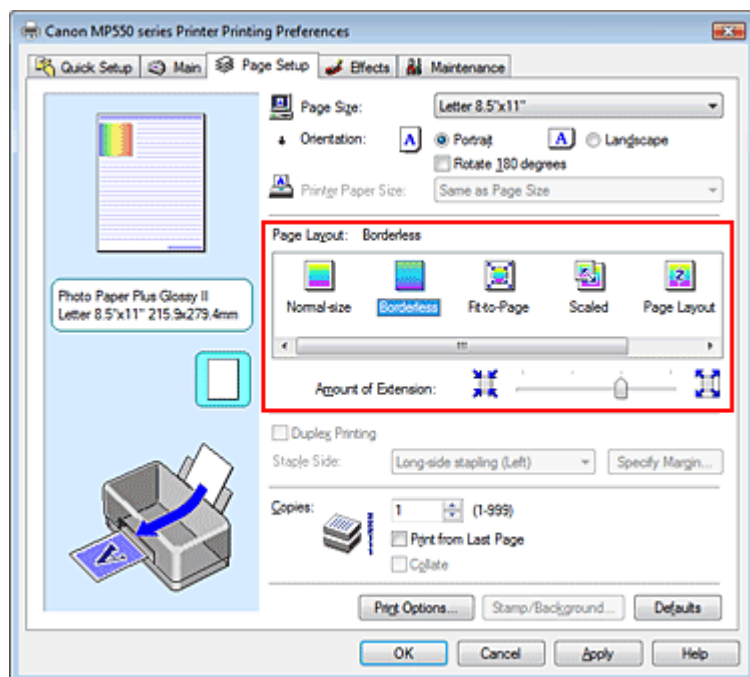 Canon MP550 series Printer Printing Preferences
Quick Setup Main Page Setup Effects Maintenance
Page Size: Letter 8.5"x11"
Orientation: A Portrait A Landscape
Rotate 180 degrees
Printer Paper Size: Same as Page Size
Page Layout: Borderless
Normal-size Borderless Fit-to-Page Scaled Page Layout
Photo Paper Plus Glossy II
Letter 8.5"x11" 215.9x279.4mm
Amount of Extension:
Duplex Printing
Staple Side: Long-side stapling (Left) Specify Margin...
Copies: 1 (1-999)
Print from Last Page
Collate
Print Options... Stamp/Background... Defaults
OK Cancel Apply Help